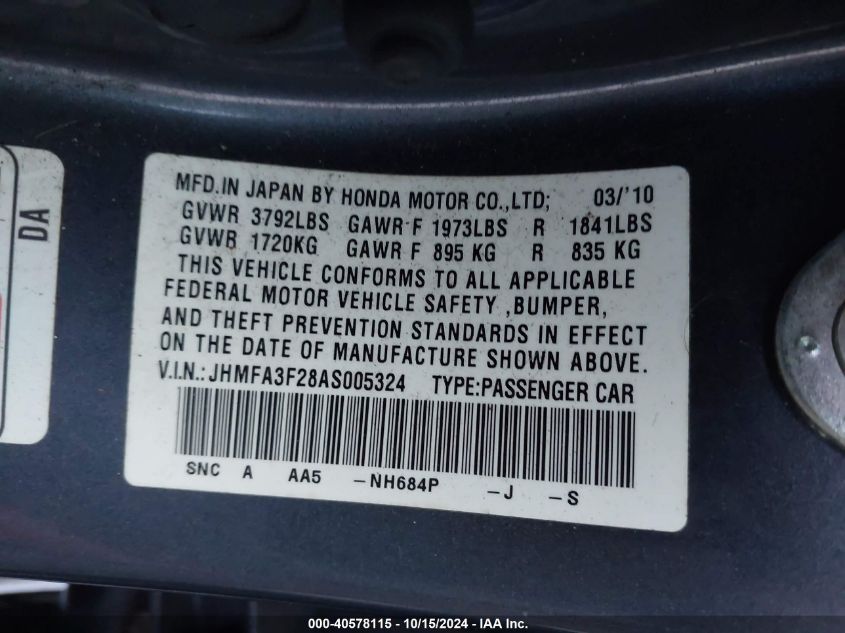 MFD.IN JAPAN BY HONDA MOTOR CO.,LTD; 03/'10
GVWR 3792LBS GAWR F 1973LBS R 1841LBS
GVWR 1720KG GAWR F 895 KG R 835 KG
THIS VEHICLE CONFORMS TO ALL APPLICABLE
FEDERAL MOTOR VEHICLE SAFETY ,BUMPER,
AND THEFT PREVENTION STANDARDS IN EFFECT
ON THE DATE OF MANUFACTURE SHOWN ABOVE.
V.I.N.:JHMFA3F28AS005324 TYPE:PASSENGER CAR
SNC A AA5 -NH684P -J -S
DA
000-40578115 - 10/15/2024 - IAA Inc.